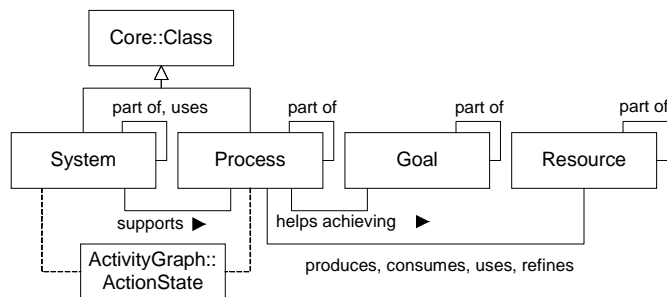 Core::Class
part of, uses
part of
part of
part of
System
Process
Goal
Resource
supports
helps achieving
ActivityGraph::
ActionState
produces, consumes, uses, refines